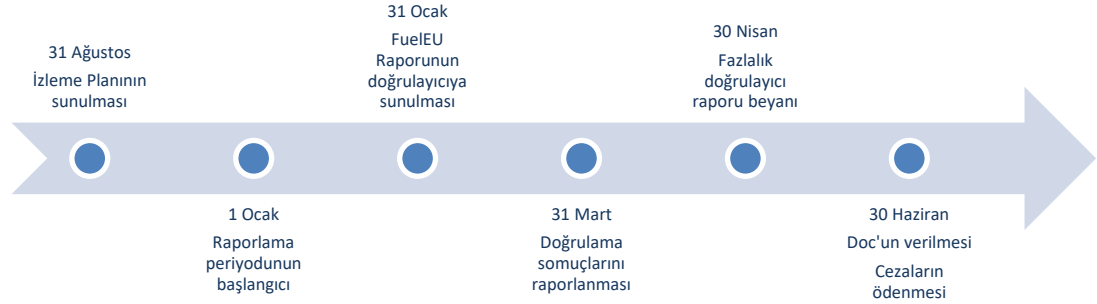 31 Ağustos
İzleme Planının
sunulması
1 Ocak
Raporlama
periyodunun
başlangıcı
31 Ocak
FuelEU
Raporunun
doğrulayıcıya
sunulması
31 Mart
Doğrulama
somuçlarını
raporlanması
30 Nisan
Fazlalık
doğrulayıcı
raporu beyanı
30 Haziran
Doc'un verilmesi
Cezaların
ödenmesi